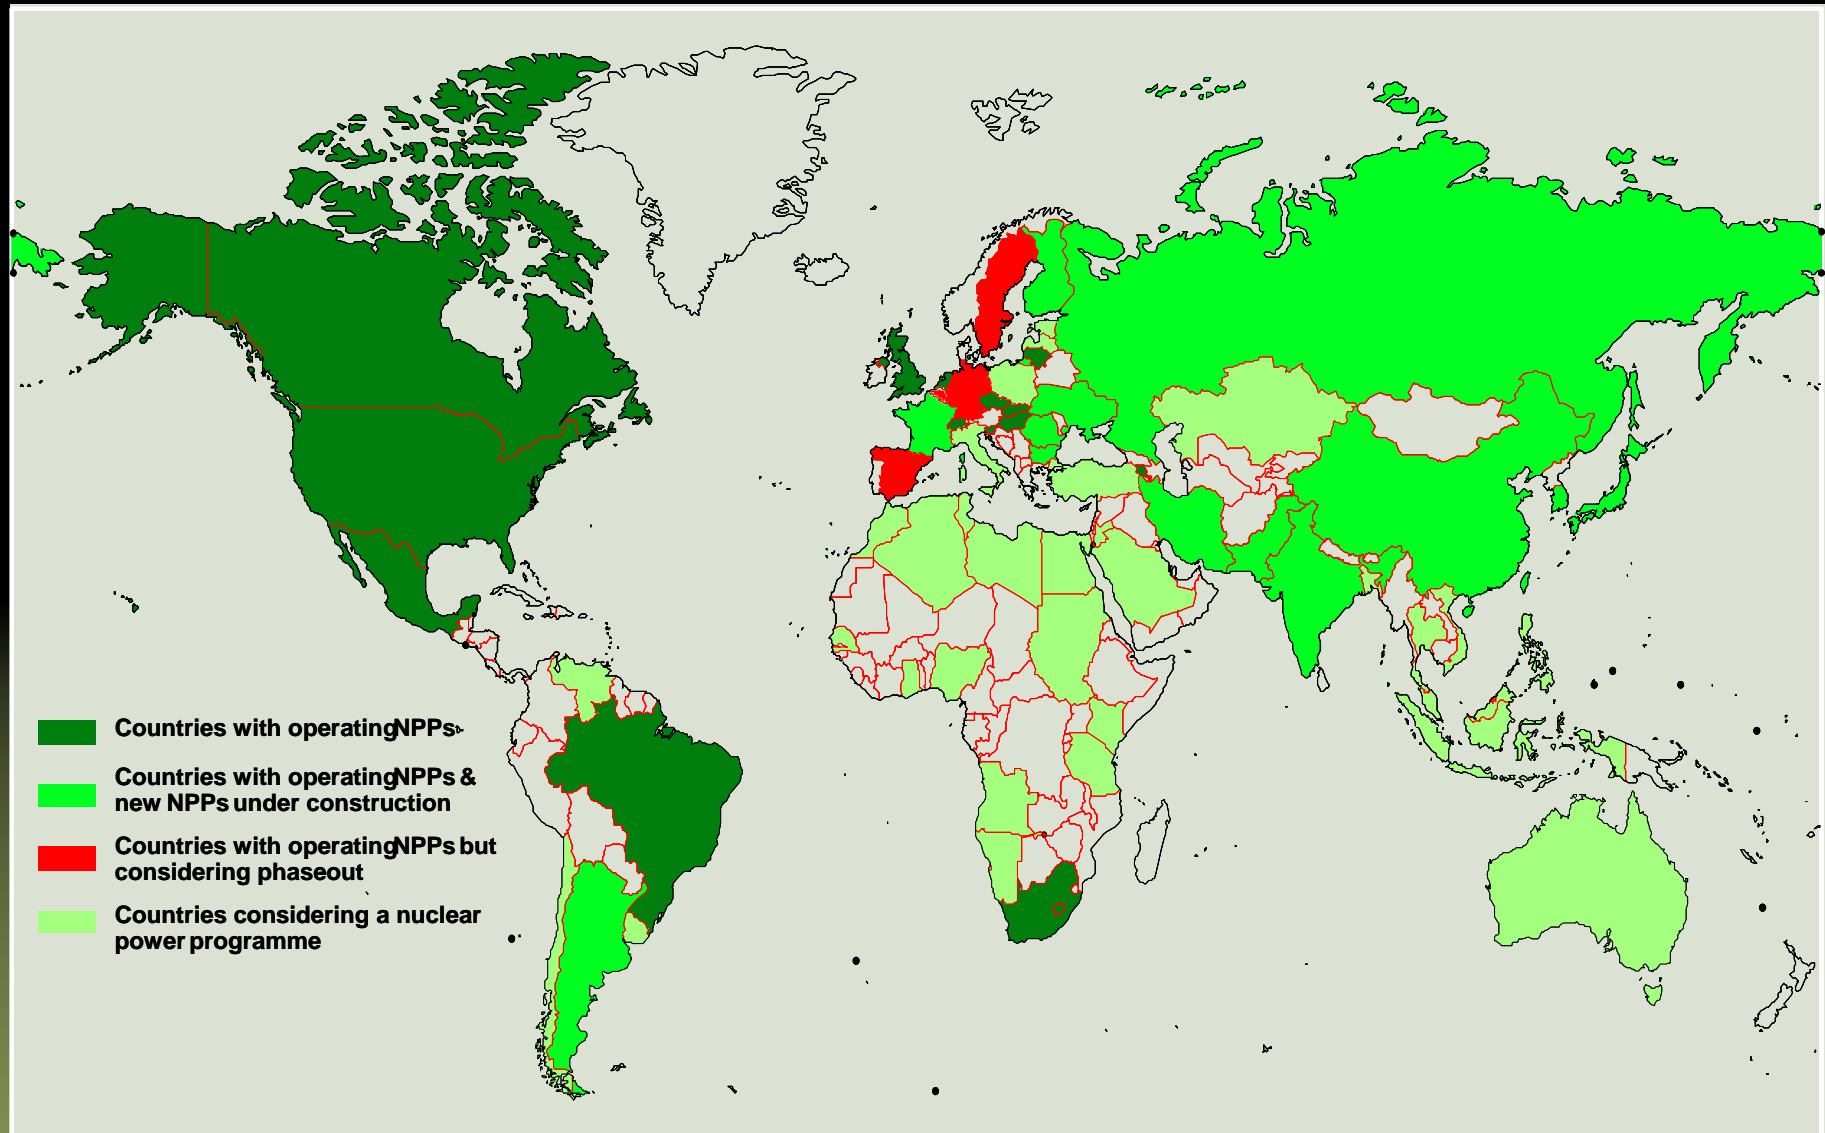 Countries with operatingNPPs
Countries with operatingNPPs &
new NPPs under construction
Countries with operatingNPPs but
considering phaseout
Countries considering a nuclear
power programme